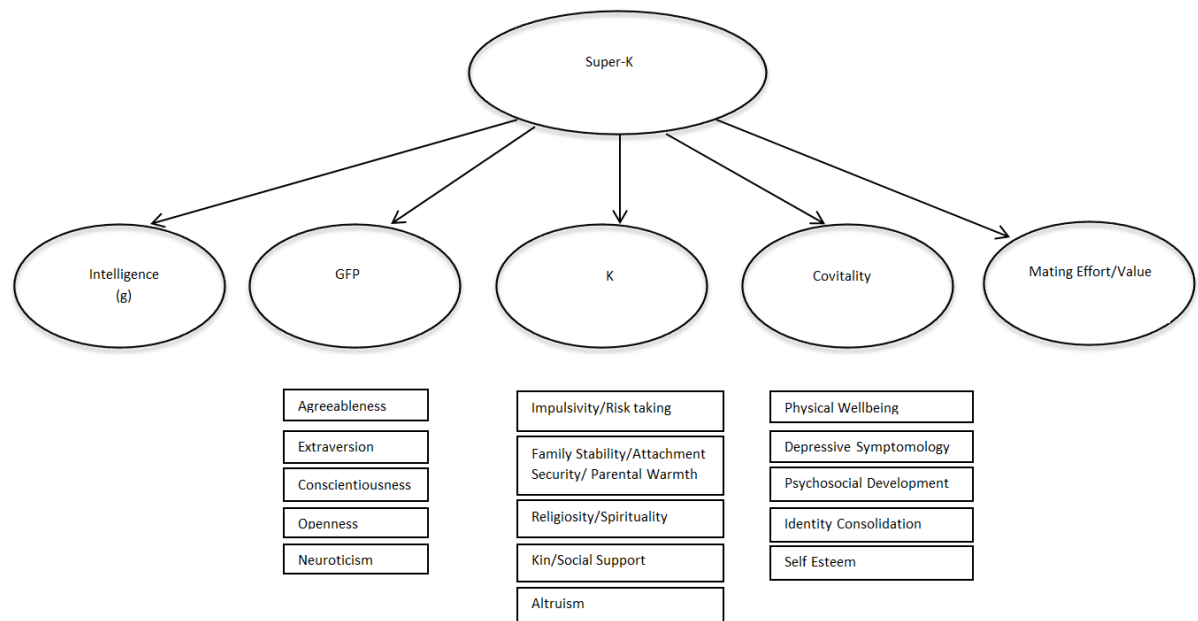 Super-K
Intelligence
(g)
GFP
K
Covitality
Mating Effort/Value
Agreeableness
Extraversion
Conscientiousness
Openness
Neuroticism
Impulsivity/Risk taking
Family Stability/Attachment
Security/ Parental Warmth
Religiosity/Spirituality
Kin/Social Support
Altruism
Physical Wellbeing
Depressive Symptomology
Psychosocial Development
Identity Consolidation
Self Esteem